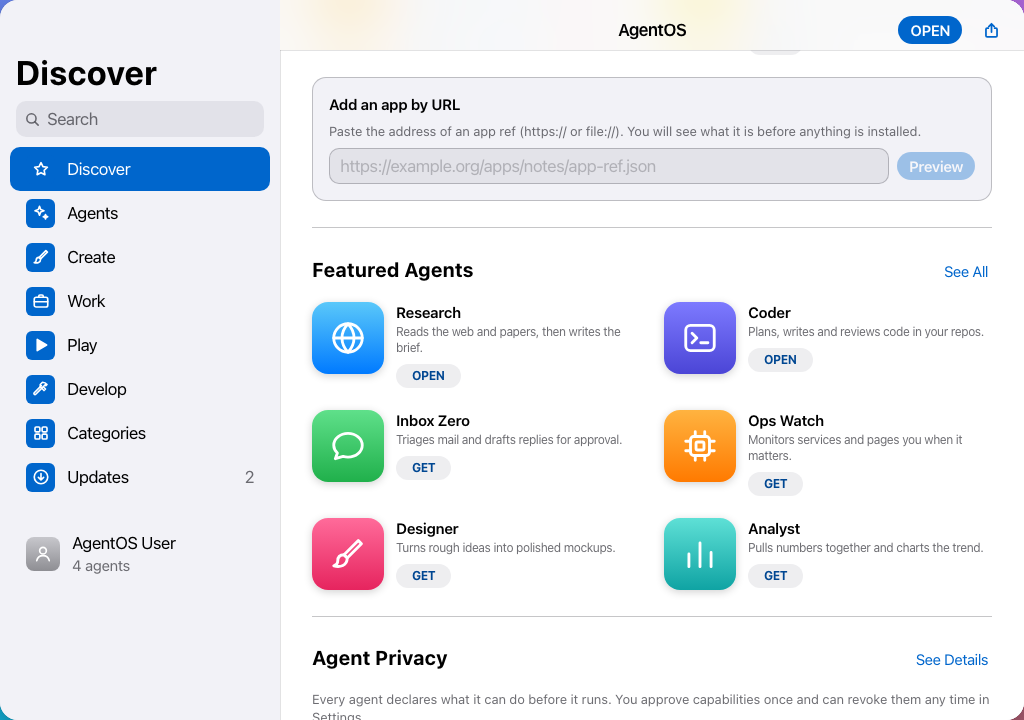 AgentOS
OPEN
Discover
Search
Discover
Agents
Create
Work
Play
Develop
Categories
Updates 2
AgentOS User
4 agents
Add an app by URL
Paste the address of an app ref (https:// or file://). You will see what it is before anything is installed.
https://example.org/apps/notes/app-ref.json
Preview
Featured Agents
See All
Research
Reads the web and papers, then writes the
brief.
OPEN
Coder
Plans, writes and reviews code in your repos.
OPEN
Inbox Zero
Triages mail and drafts replies for approval.
GET
Ops Watch
Monitors services and pages you when it
matters.
GET
Designer
Turns rough ideas into polished mockups.
GET
Analyst
Pulls numbers together and charts the trend.
GET
Agent Privacy
See Details
Every agent declares what it can do before it runs. You approve capabilities once and can revoke them any time in
Settings.